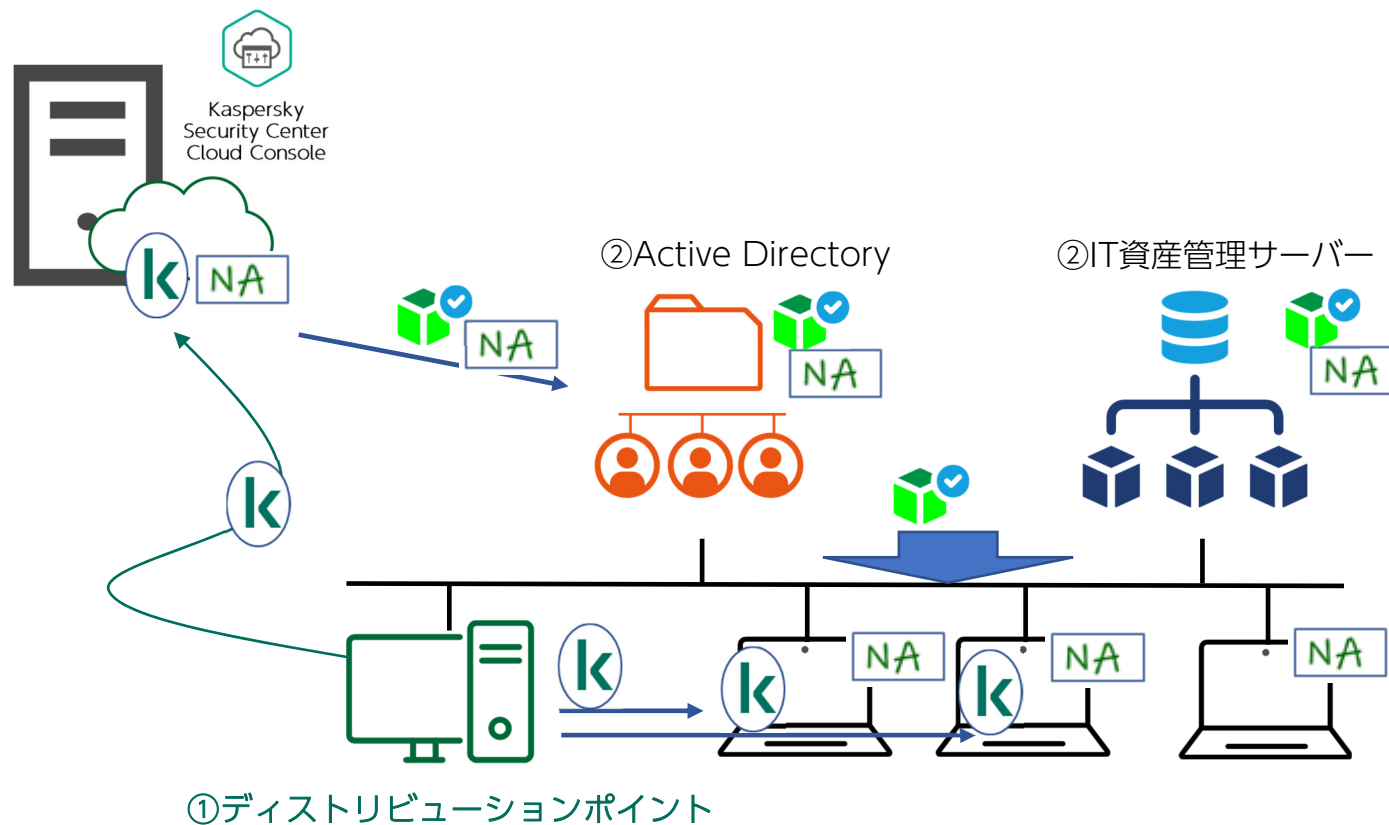 Kaspersky
Security Center
Cloud Console
k
NA
②Active Directory
②IT資産管理サーバー
NA
NA
NA
k
k
k
NA
k
NA
NA
①ディストリビューションポイント